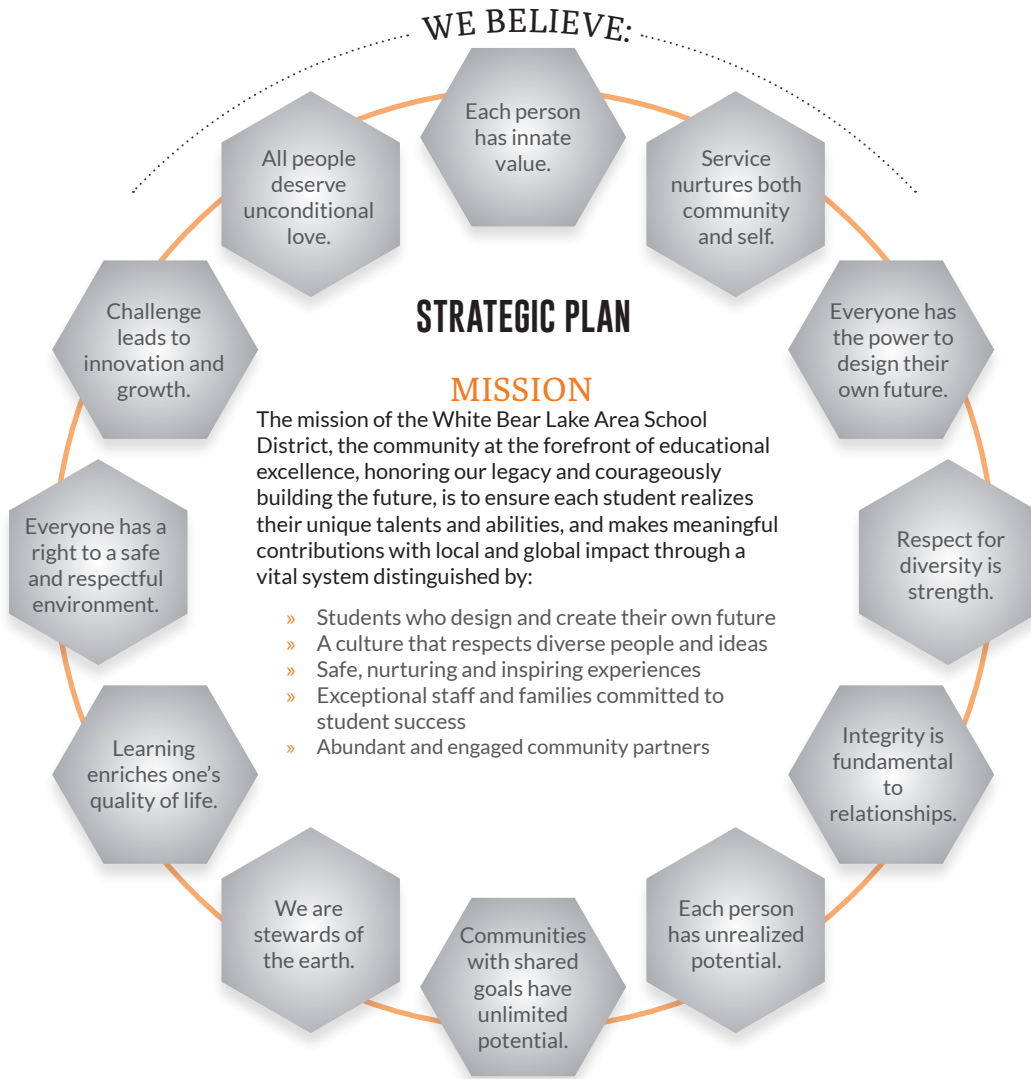 WE BELIEVE:
Each person
has innate
value.
Service
nurtures both
community
and self.
Everyone has
the power to
design their
own future.
Respect for
diversity is
strength.
Integrity is
fundamental
to
relationships.
Each person
has unrealized
potential.
Communities
with shared
goals have
unlimited
potential.
We are
stewards of
the earth.
Learning
enriches one’s
quality of life.
Everyone has a
right to a safe
and respectful
environment.
Challenge
leads to
innovation and
growth.
All people
deserve
unconditional
love.
STRATEGIC PLAN
MISSION
The mission of the White Bear Lake Area School
District, the community at the forefront of educational
excellence, honoring our legacy and courageously
building the future, is to ensure each student realizes
their unique talents and abilities, and makes meaningful
contributions with local and global impact through a
vital system distinguished by:
» Students who design and create their own future
» A culture that respects diverse people and ideas
» Safe, nurturing and inspiring experiences
» Exceptional staff and families committed to
student success
» Abundant and engaged community partners